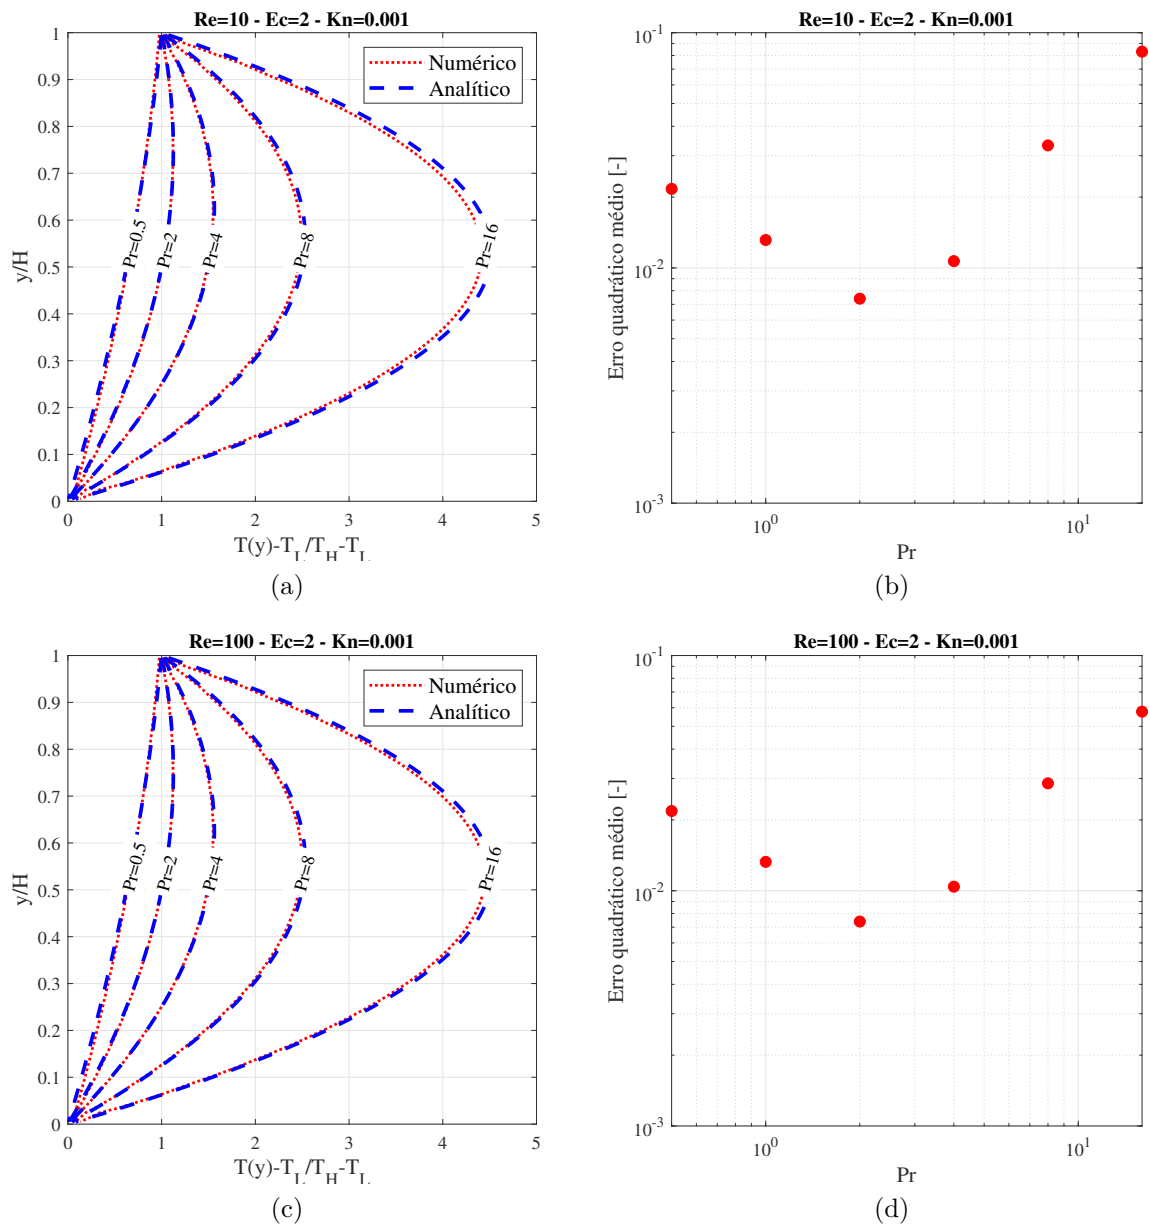 Re=10 - Ec=2 - Kn=0.001
1
0.9
0.8
0.7
0.6
0.5
0.4
0.3
0.2
0.1
0
y/H
Numérico
Analítico
Pr=0.5
Pr=2
Pr=4
Pr=8
Pr=16
0 1 2 3 4 5
T(y)-T_L/T_H-T_L
(a)
Re=10 - Ec=2 - Kn=0.001
10^-1
10^-2
10^-3
Erro quadrático médio [-]
10^0 10^1
Pr
(b)
Re=100 - Ec=2 - Kn=0.001
1
0.9
0.8
0.7
0.6
0.5
0.4
0.3
0.2
0.1
0
y/H
Numérico
Analítico
Pr=0.5
Pr=2
Pr=4
Pr=8
Pr=16
0 1 2 3 4 5
T(y)-T_L/T_H-T_L
(c)
Re=100 - Ec=2 - Kn=0.001
10^-1
10^-2
10^-3
Erro quadrático médio [-]
10^0 10^1
Pr
(d)